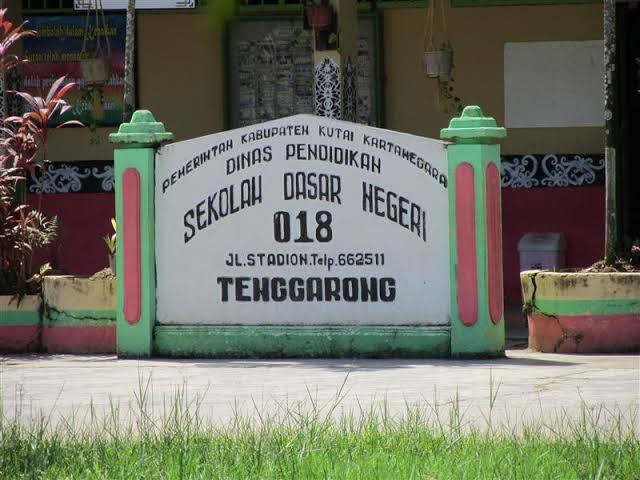 PEMERINTAH KABUPATEN KUTAI KARTANEGARA
DINAS PENDIDIKAN
SEKOLAH DASAR NEGERI
018
JL. STADION. Telp. 662511
TENGGARONG